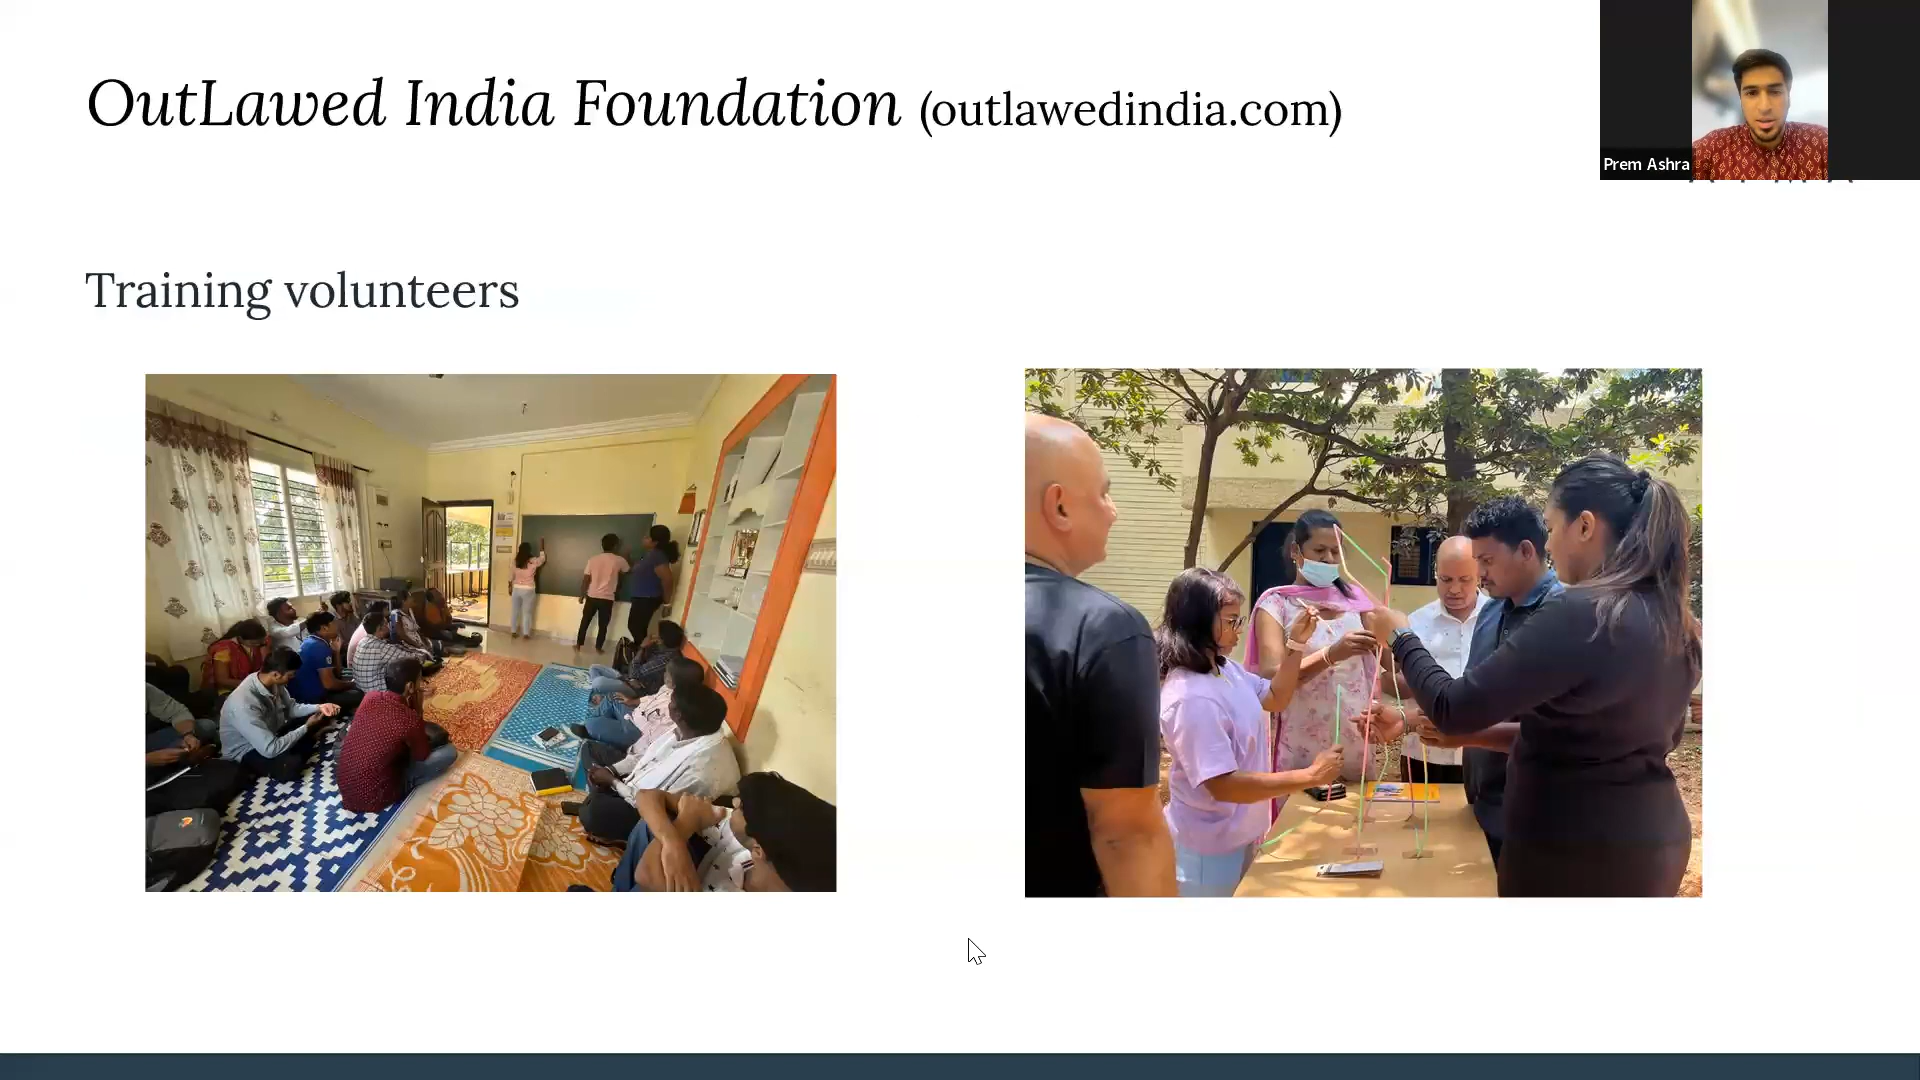 OutLawed India Foundation (outlawedindia.com)
Prem Ashra
Training volunteers